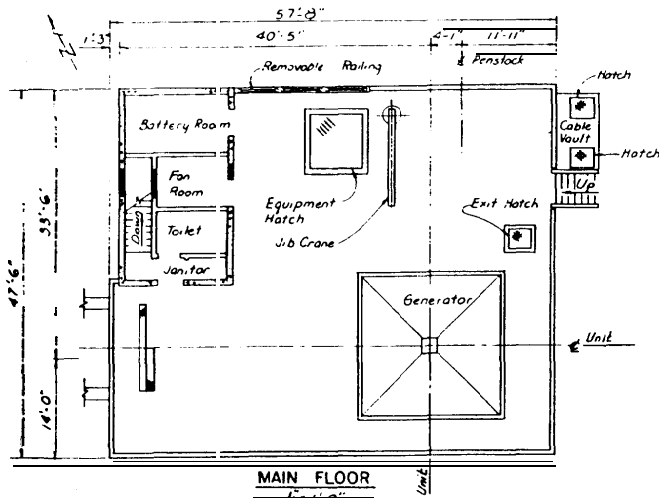 57'-8"
1'-3"
40'-5"
4'-1"
11'-11"
N
Removable Railing
℄ Penstock
Hatch
Battery Room
Cable
Vault
Hatch
Fan
Room
Up
Equipment
Hatch
Exit Hatch
33'-6"
Down
Toilet
Jib Crane
47'-6"
Janitor
Generator
℄ Unit
14'-0"
MAIN FLOOR
Unit